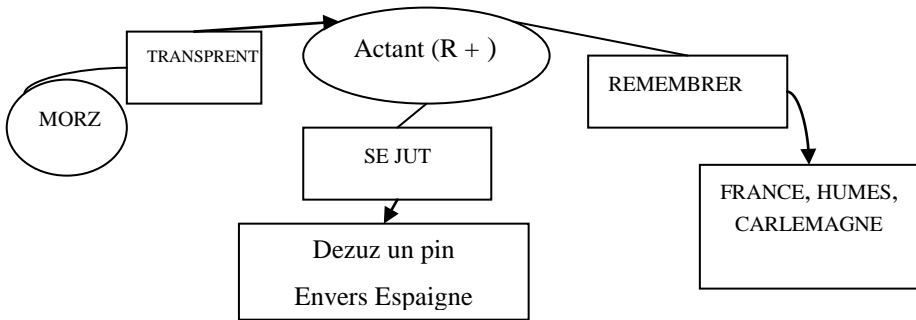 Actant (R + )
TRANSPRENT
REMEMBRER
MORZ
SE JUT
FRANCE, HUMES,
CARLEMAGNE
Dezuz un pin
Envers Espaigne